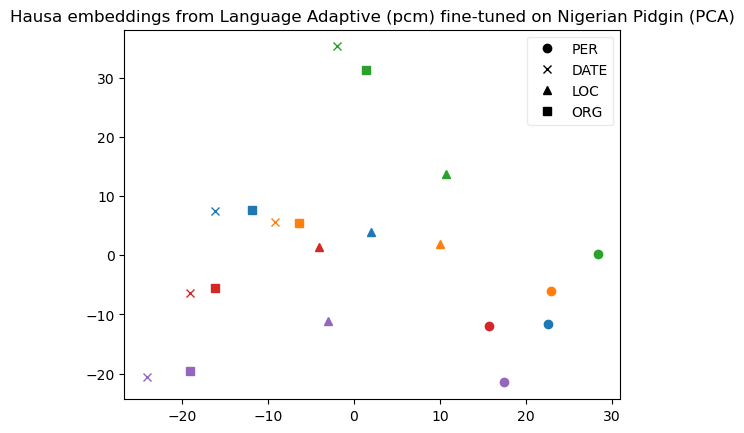 Hausa embeddings from Language Adaptive (pcm) fine-tuned on Nigerian Pidgin (PCA)
PER
DATE
LOC
ORG
30
20
10
0
−10
−20
−20
−10
0
10
20
30